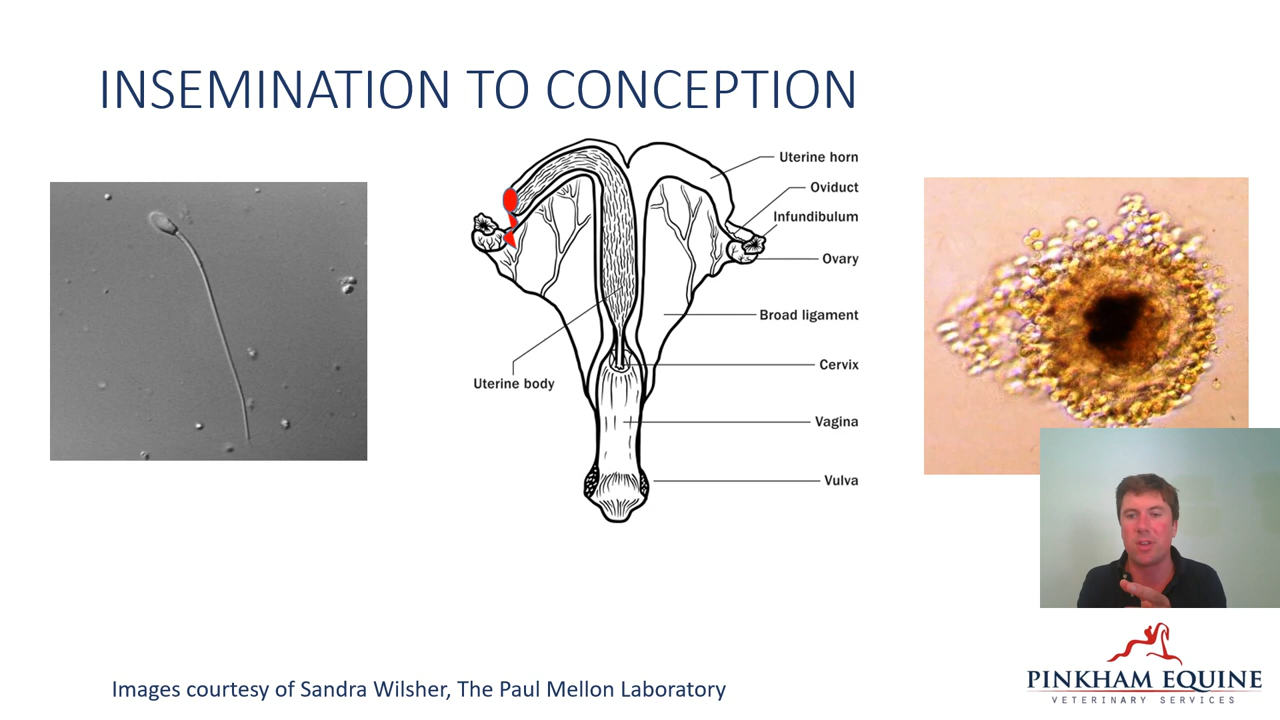 INSEMINATION TO CONCEPTION
Uterine horn
Oviduct
Infundibulum
Ovary
Broad ligament
Cervix
Uterine body
Vagina
Vulva
Images courtesy of Sandra Wilsher, The Paul Mellon Laboratory
PINKHAM EQUINE
VETERINARY SERVICES